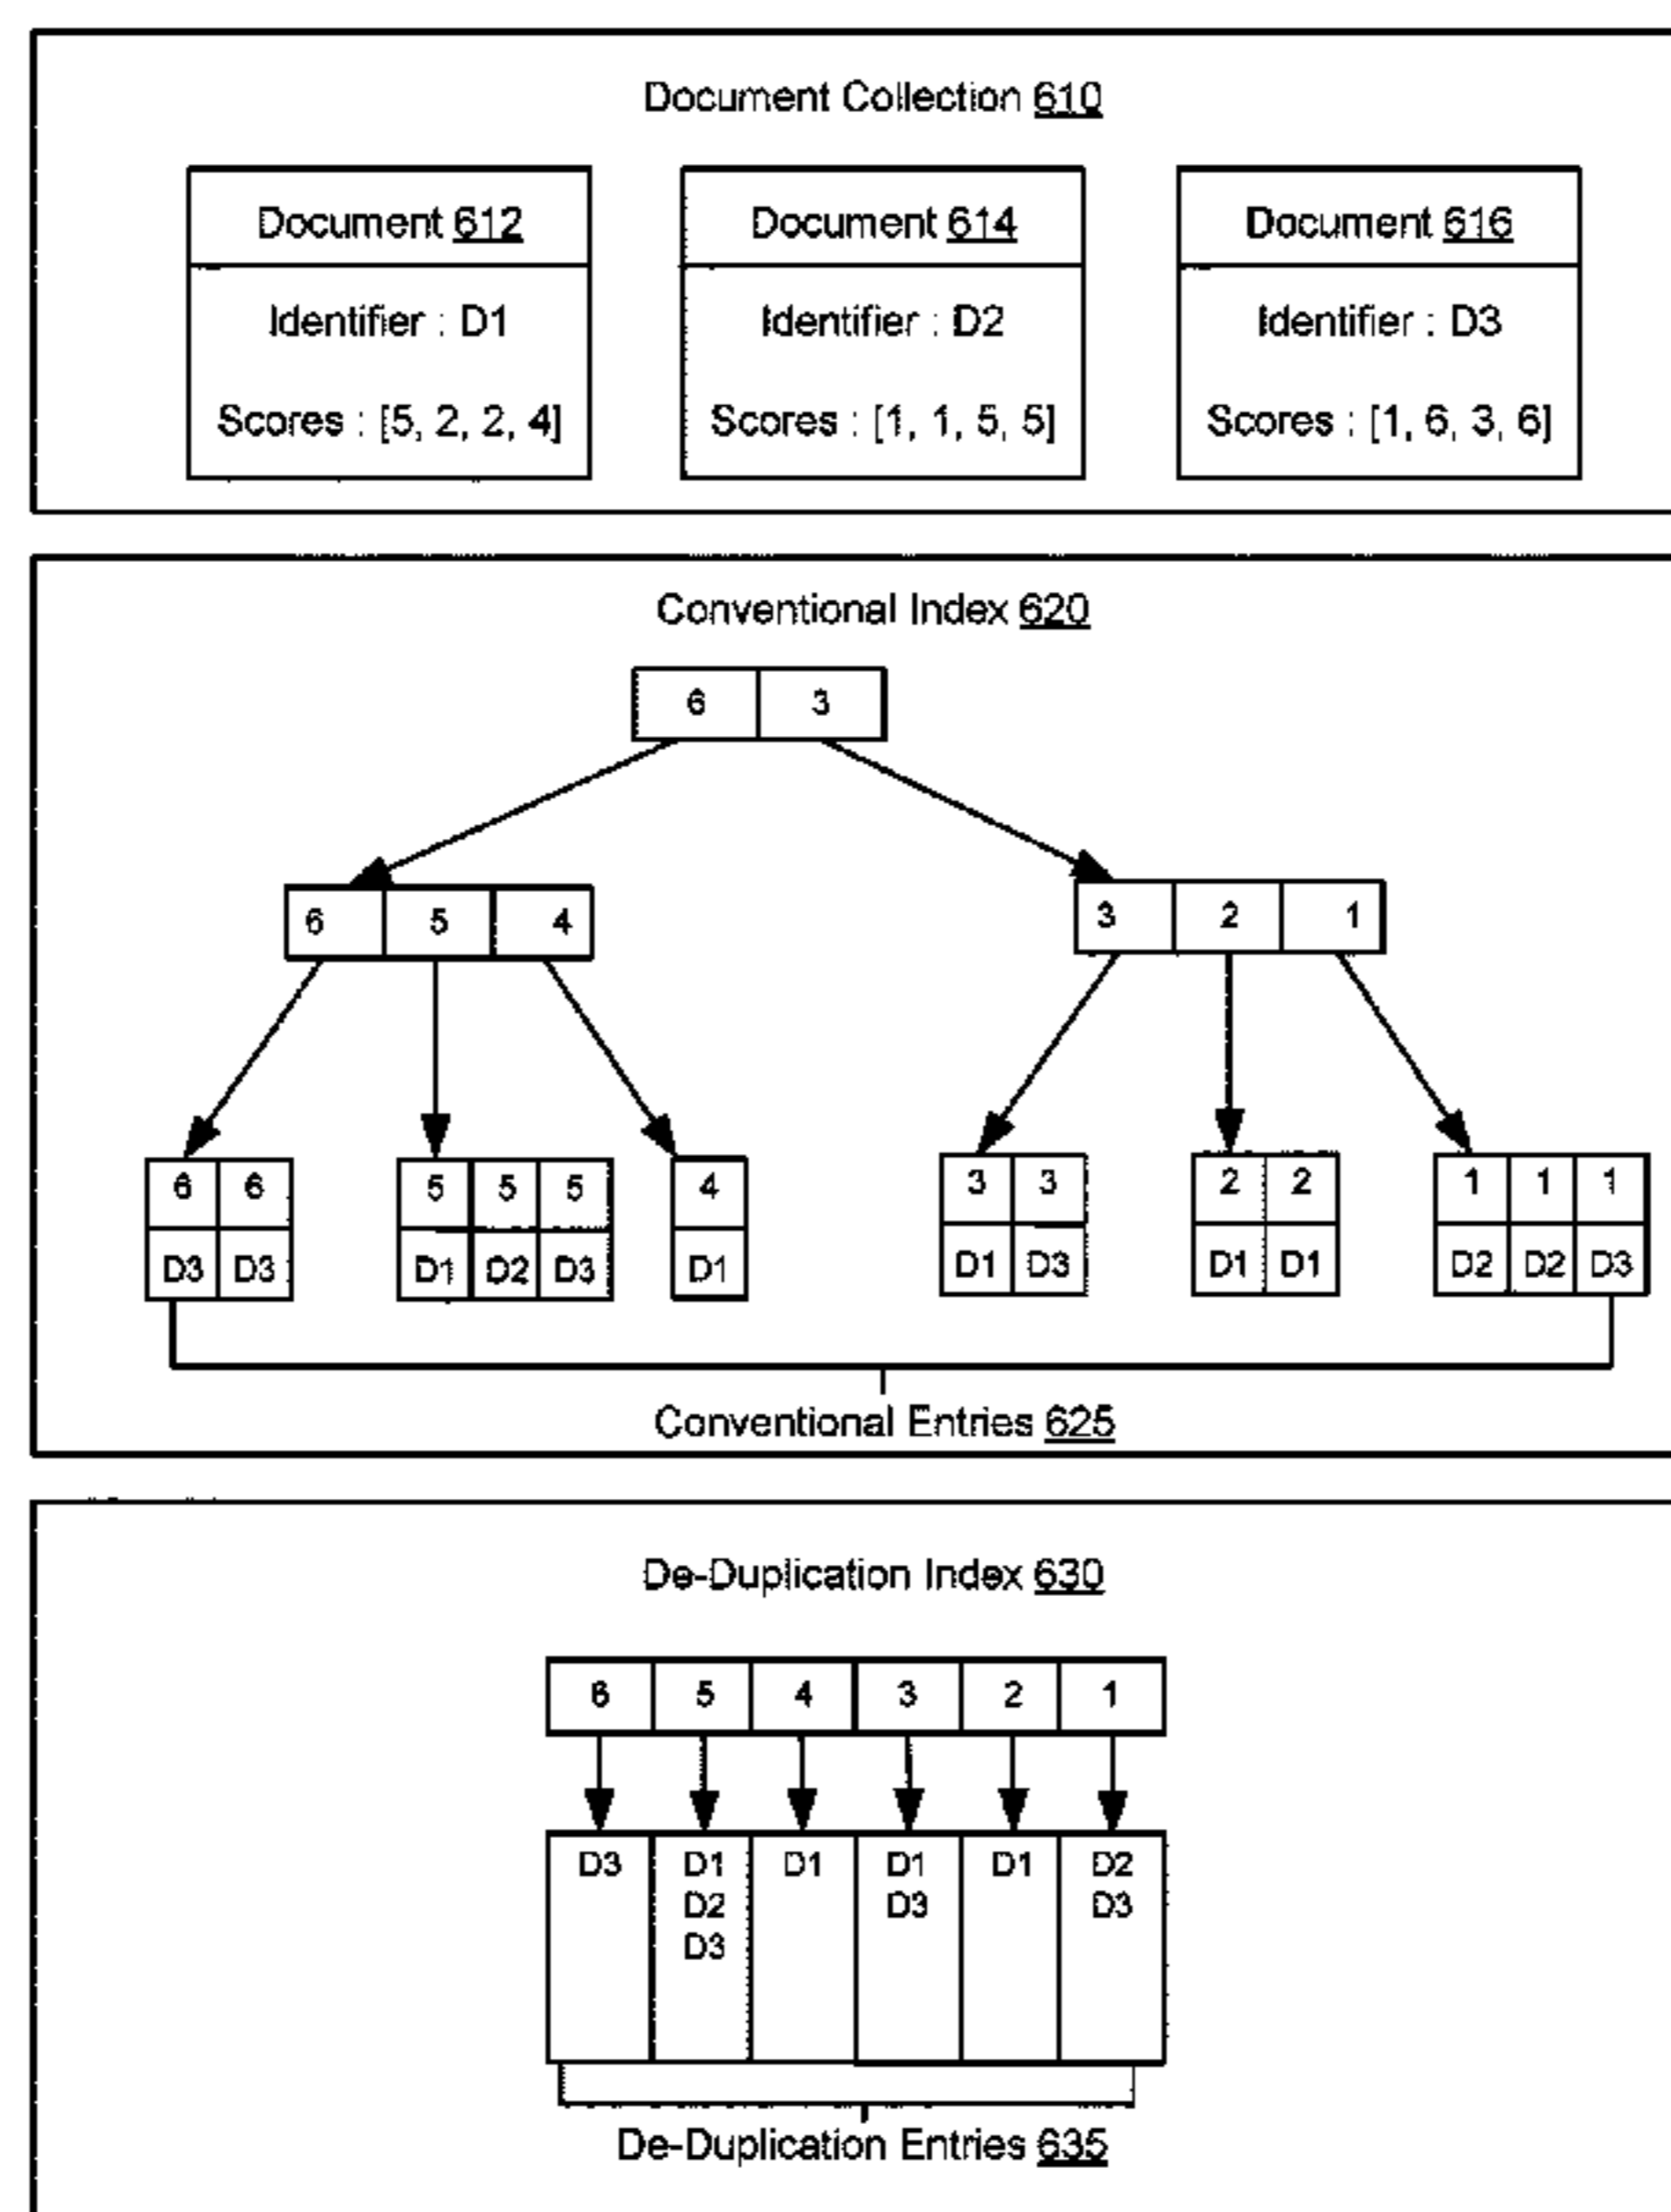 Document Collection 610
Document 612
Identifier : D1
Scores : [5, 2, 2, 4]
Document 614
Identifier : D2
Scores : [1, 1, 5, 5]
Document 616
Identifier : D3
Scores : [1, 6, 3, 6]
Conventional Index 620
6 3
6 5 4
3 2 1
6 6
D3 D3
5 5 5
D1 D2 D3
4
D1
3 3
D1 D3
2 2
D1 D1
1 1 1
D2 D2 D3
Conventional Entries 625
De-Duplication Index 630
6 5 4 3 2 1
D3 D1 D1 D1 D1 D2
D2 D3 D3
D3
De-Duplication Entries 635